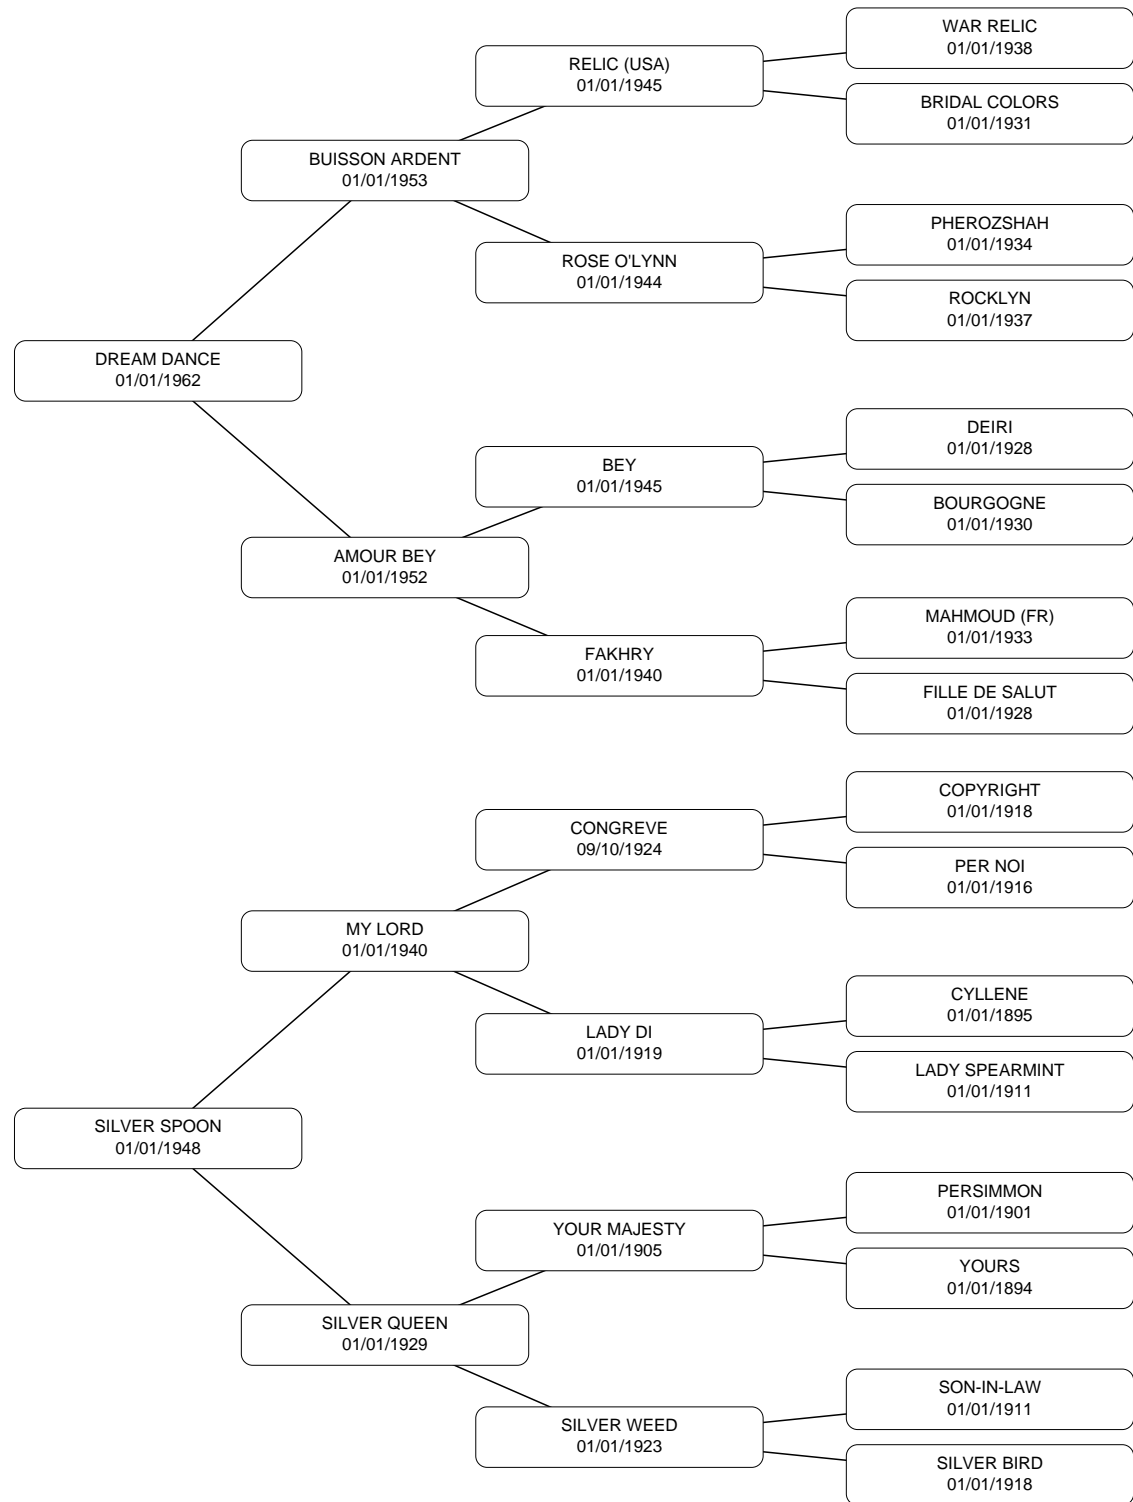 WAR RELIC
01/01/1938
RELIC (USA)
01/01/1945
BRIDAL COLORS
01/01/1931
BUISSON ARDENT
01/01/1953
PHEROZSHAH
01/01/1934
ROSE O'LYNN
01/01/1944
ROCKLYN
01/01/1937
DREAM DANCE
01/01/1962
DEIRI
01/01/1928
BEY
01/01/1945
BOURGOGNE
01/01/1930
AMOUR BEY
01/01/1952
MAHMOUD (FR)
01/01/1933
FAKHRY
01/01/1940
FILLE DE SALUT
01/01/1928
COPYRIGHT
01/01/1918
CONGREVE
09/10/1924
PER NOI
01/01/1916
MY LORD
01/01/1940
CYLLENE
01/01/1895
LADY DI
01/01/1919
LADY SPEARMINT
01/01/1911
SILVER SPOON
01/01/1948
PERSIMMON
01/01/1901
YOUR MAJESTY
01/01/1905
YOURS
01/01/1894
SILVER QUEEN
01/01/1929
SON-IN-LAW
01/01/1911
SILVER WEED
01/01/1923
SILVER BIRD
01/01/1918